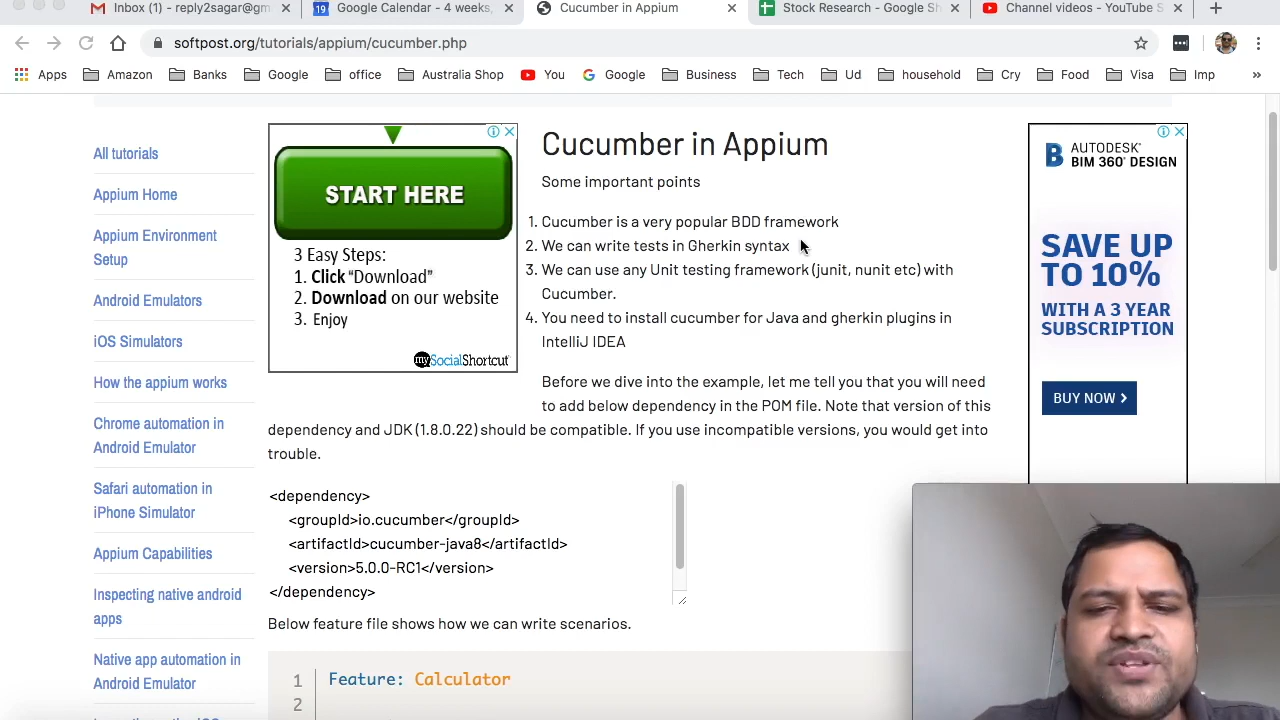 Inbox (1) - reply2sagar@gm
19 Google Calendar - 4 weeks,
Cucumber in Appium
Stock Research - Google Sh
Channel videos - YouTube S
softpost.org/tutorials/appium/cucumber.php
Apps Amazon Banks Google office Australia Shop You Google Business Tech Ud household Cry Food Visa Imp »
All tutorials
Appium Home
Appium Environment
Setup
Android Emulators
iOS Simulators
How the appium works
Chrome automation in
Android Emulator
Safari automation in
iPhone Simulator
Appium Capabilities
Inspecting native android
apps
Native app automation in
Android Emulator
START HERE
3 Easy Steps:
1. Click “Download”
2. Download on our website
3. Enjoy
mySocialShortcut
Cucumber in Appium
Some important points
1. Cucumber is a very popular BDD framework
2. We can write tests in Gherkin syntax
3. We can use any Unit testing framework (junit, nunit etc) with
Cucumber.
4. You need to install cucumber for Java and gherkin plugins in
IntelliJ IDEA
Before we dive into the example, let me tell you that you will need
to add below dependency in the POM file. Note that version of this
dependency and JDK (1.8.0.22) should be compatible. If you use incompatible versions, you would get into
trouble.
<dependency>
<groupId>io.cucumber</groupId>
<artifactId>cucumber-java8</artifactId>
<version>5.0.0-RC1</version>
</dependency>
Below feature file shows how we can write scenarios.
1 Feature: Calculator
2
AUTODESK®
BIM 360® DESIGN
SAVE UP
TO 10%
WITH A 3 YEAR
SUBSCRIPTION
BUY NOW